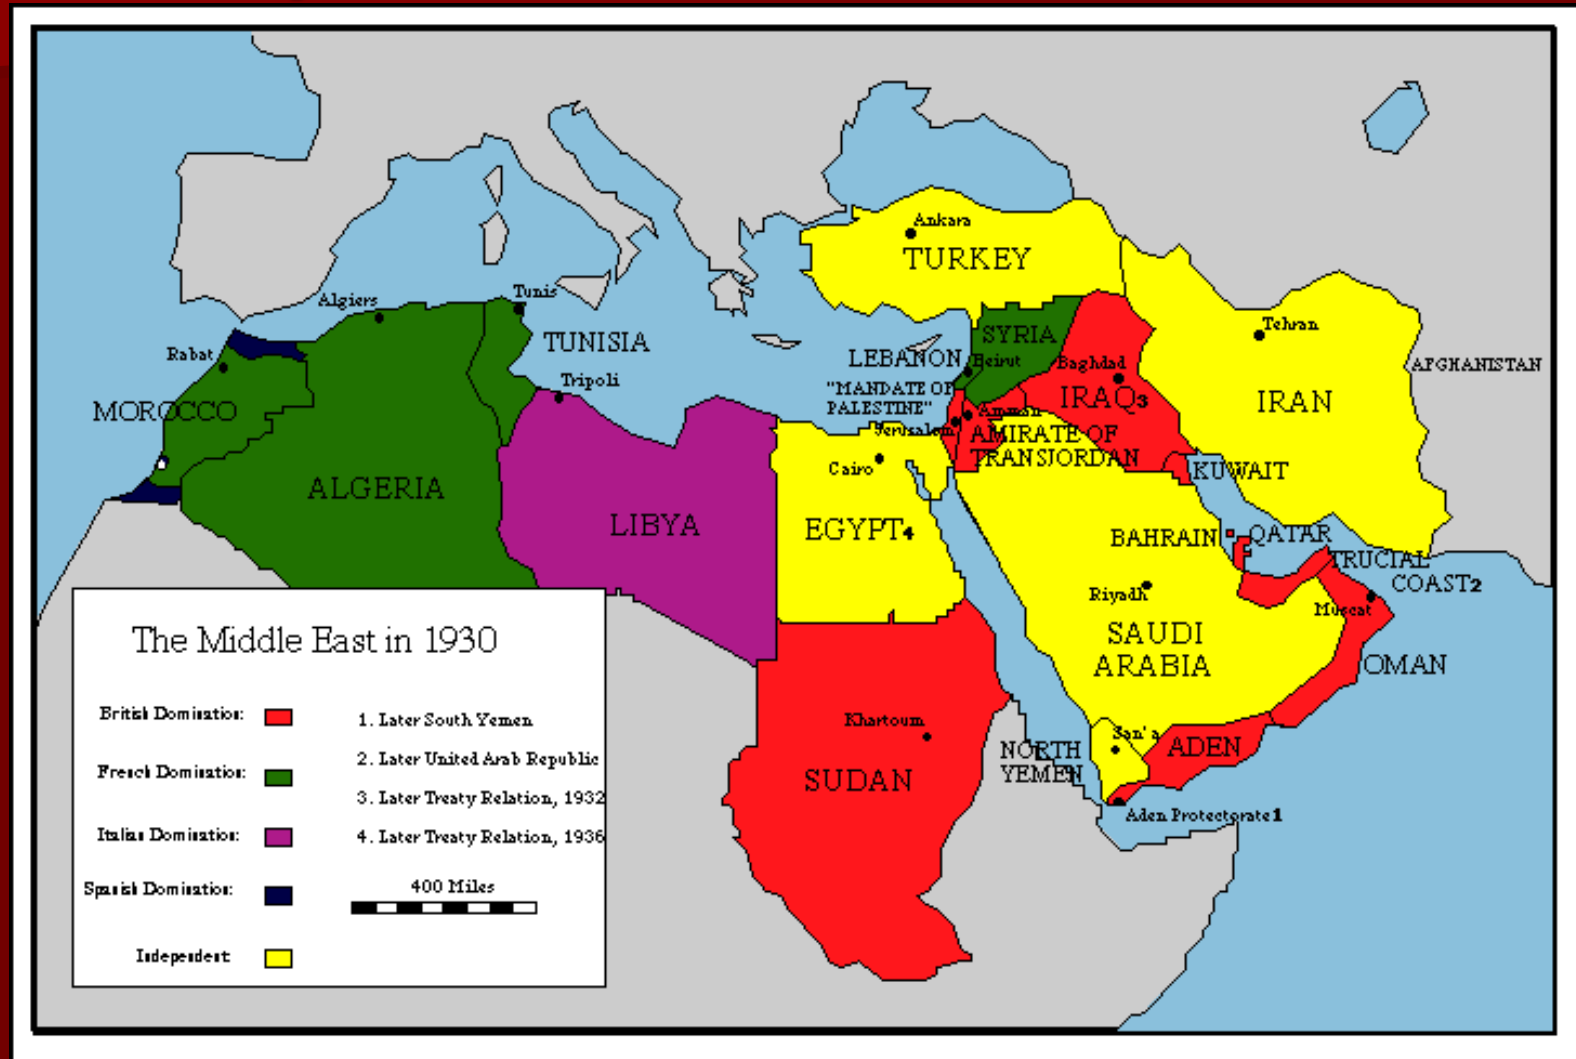 Ankara
TURKEY
Algiers
Tunis
TUNISIA
SYRIA
Tehran
Rabat
LEBANON
Beirut
Baghdad
AFGHANISTAN
Tripoli
"MANDATE OF
PALESTINE"
IRAQ3
IRAN
MOROCCO
Amman
Jerusalem
AMIRATE OF
TRANSJORDAN
Cairo
KUWAIT
ALGERIA
LIBYA
EGYPT4
BAHRAIN
QATAR
TRUCIAL
COAST2
Riyadh
Muscat
SAUDI
ARABIA
OMAN
Khartoum
San'a
NORTH
YEMEN
ADEN
SUDAN
Aden Protectorate1
The Middle East in 1930
British Domination:
French Domination:
Italian Domination:
Spanish Domination:
Independent
1. Later South Yemen
2. Later United Arab Republic
3. Later Treaty Relation, 1932
4. Later Treaty Relation, 1936
400 Miles